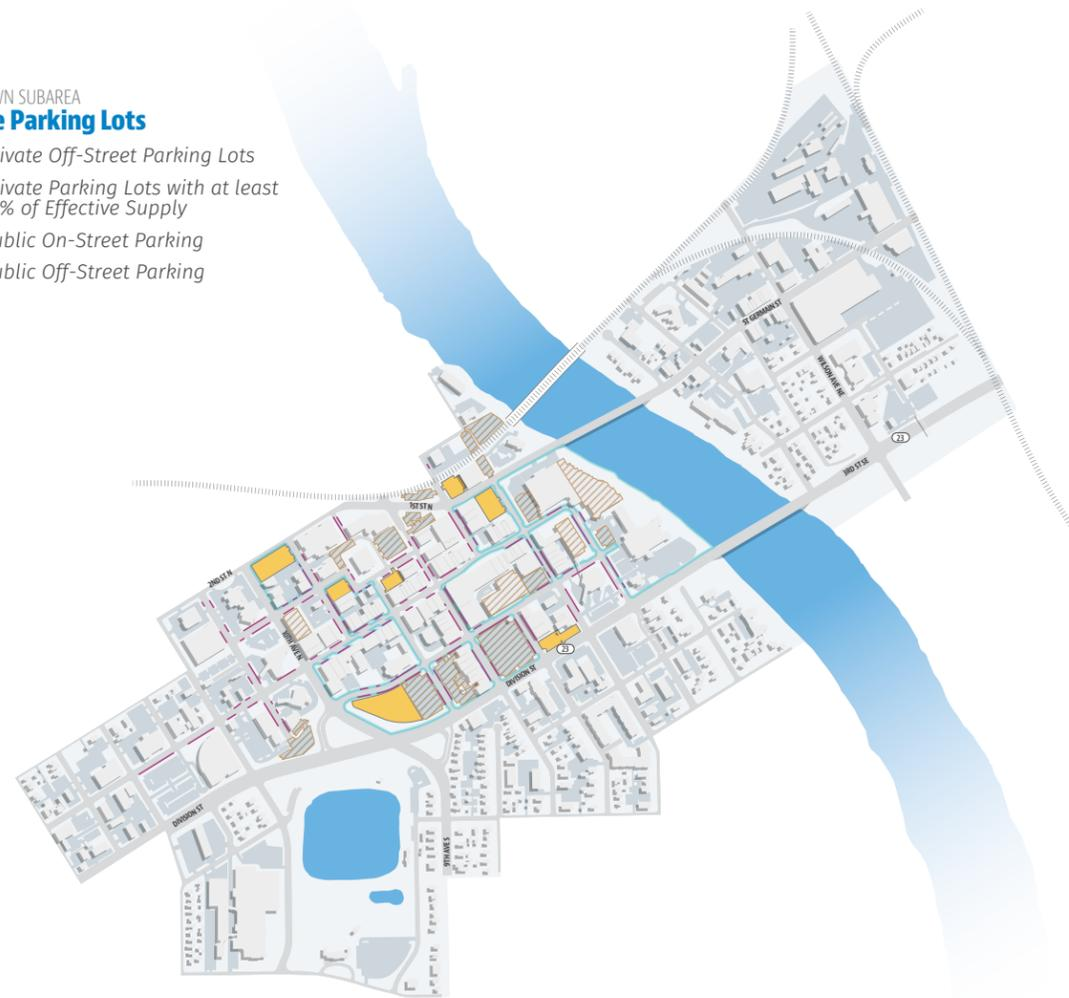 WN SUBAREA
e Parking Lots
ivate Off-Street Parking Lots
ivate Parking Lots with at least
% of Effective Supply
ublic On-Street Parking
ublic Off-Street Parking
ST GERMAIN ST
WILSON AVE NE
23
3RD ST SE
1ST ST N
2ND ST N
10TH AVE N
23
DIVISION ST
DIVISION ST
9TH AVE S